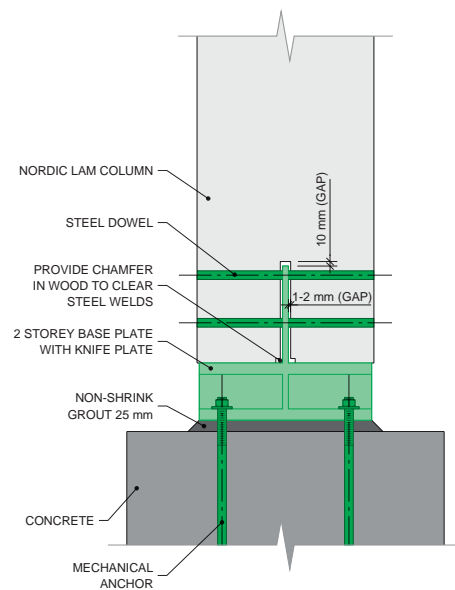 NORDIC LAM COLUMN
STEEL DOWEL
PROVIDE CHAMFER
IN WOOD TO CLEAR
STEEL WELDS
2 STOREY BASE PLATE
WITH KNIFE PLATE
NON-SHRINK
GROUT 25 mm
CONCRETE
MECHANICAL
ANCHOR
10 mm (GAP)
1-2 mm (GAP)